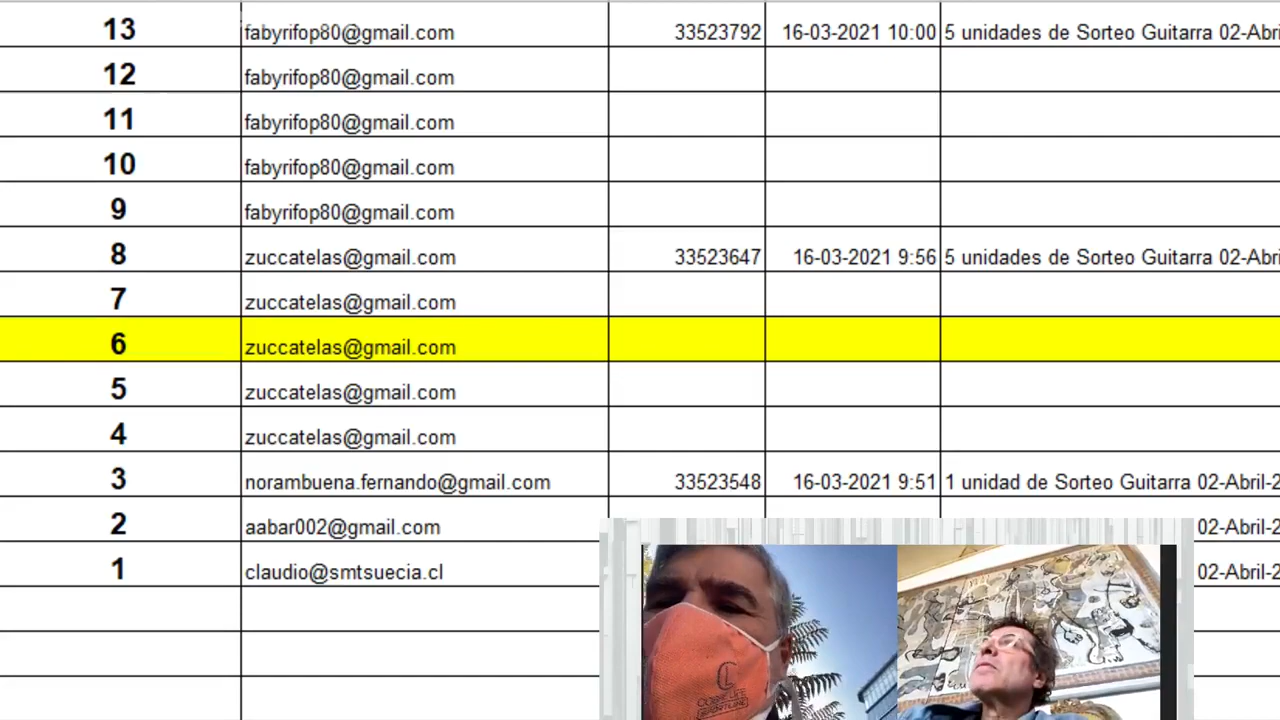 13 fabyrifop80@gmail.com 33523792 16-03-2021 10:00 5 unidades de Sorteo Guitarra 02-Abri
12 fabyrifop80@gmail.com
11 fabyrifop80@gmail.com
10 fabyrifop80@gmail.com
9 fabyrifop80@gmail.com
8 zuccatelas@gmail.com 33523647 16-03-2021 9:56 5 unidades de Sorteo Guitarra 02-Abri
7 zuccatelas@gmail.com
6 zuccatelas@gmail.com
5 zuccatelas@gmail.com
4 zuccatelas@gmail.com
3 norambuena.fernando@gmail.com 33523548 16-03-2021 9:51 1 unidad de Sorteo Guitarra 02-Abril-2
2 aabar002@gmail.com 02-Abril-2
1 claudio@smtsuecia.cl 02-Abril-2